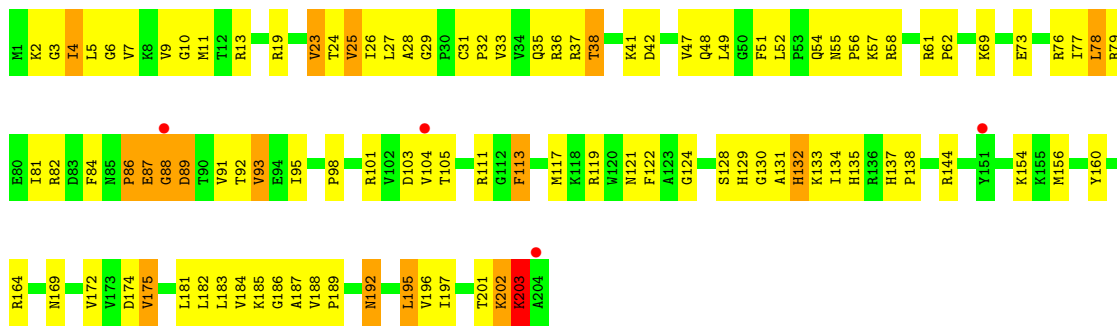 M1 K2 G3 I4 L5 G6 V7 K8 V9 G10 M11 T12 R13 R19 V23 T24 V25 I26 L27 A28 G29 P30 C31 P32 V33 V34 Q35 R36 R37 T38 K41 D42 V47 Q48 L49 G50 F51 L52 P53 Q54 N55 P56 K57 R58 R61 P62 K69 E73 R76 I77 L78 R79
E80 I81 R82 D83 F84 N85 P86 E87 G88 D89 T90 V91 T92 V93 E94 I95 P98 R101 V102 D103 V104 T105 R111 G112 F113 M117 K118 R119 W120 N121 F122 A123 G124 S128 H129 G130 A131 H132 K133 I134 H135 R136 H137 P138 R144 Y151 K154 K155 M156 Y160
R164 N169 V172 V173 D174 V175 L181 L182 L183 V184 K185 G186 A187 V188 P189 N192 L195 V196 I197 T201 K202 K203 A204